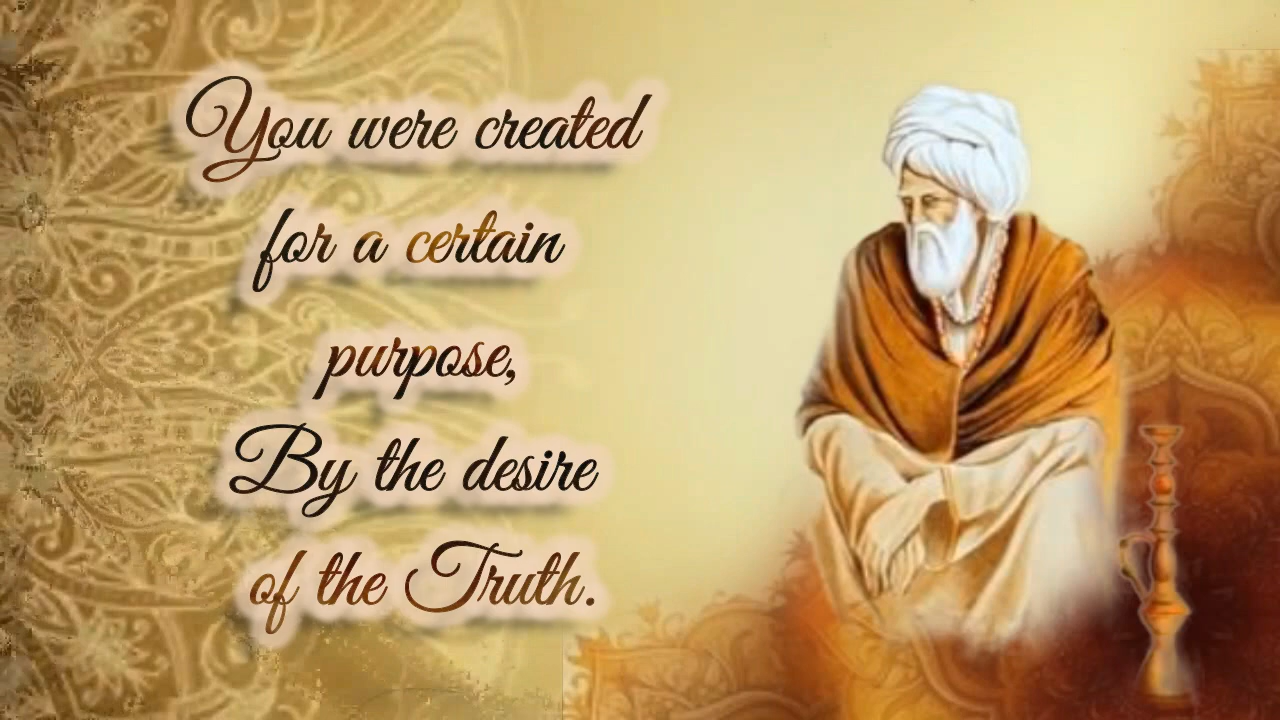 You were created
for a certain
purpose,
By the desire
of the Truth.